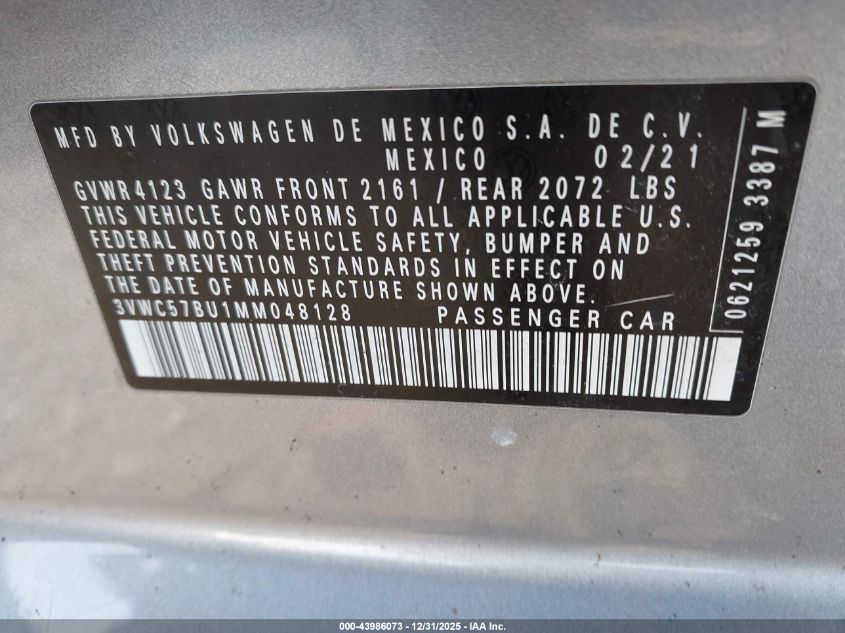 MFD BY VOLKSWAGEN DE MEXICO S.A. DE C.V.
MEXICO 02/21
GVWR 4123 GAWR FRONT 2161 / REAR 2072 LBS
THIS VEHICLE CONFORMS TO ALL APPLICABLE U.S.
FEDERAL MOTOR VEHICLE SAFETY, BUMPER AND
THEFT PREVENTION STANDARDS IN EFFECT ON
THE DATE OF MANUFACTURE SHOWN ABOVE.
3VWC57BU1MM048128 PASSENGER CAR
0621259 3387 M
000-43986073 - 12/31/2025 - IAA Inc.